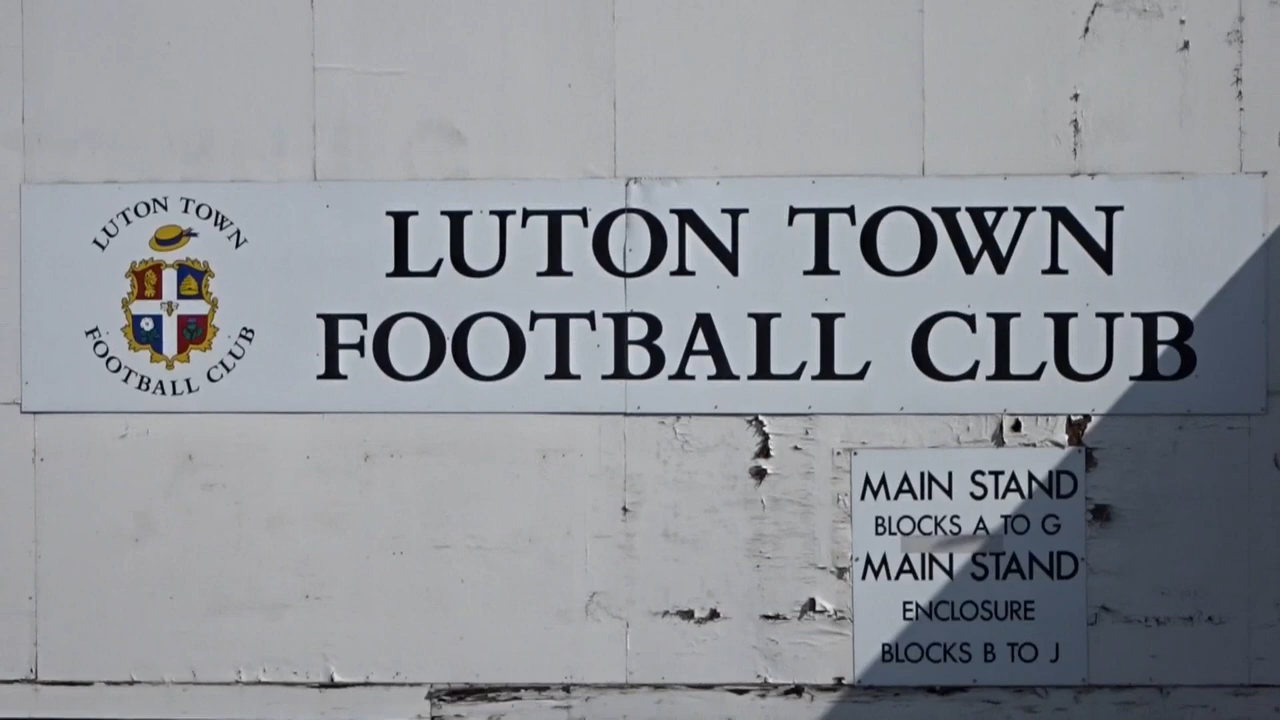 LUTON TOWN
FOOTBALL CLUB
LUTON TOWN
FOOTBALL CLUB
MAIN STAND
BLOCKS A TO G
MAIN STAND
ENCLOSURE
BLOCKS B TO J